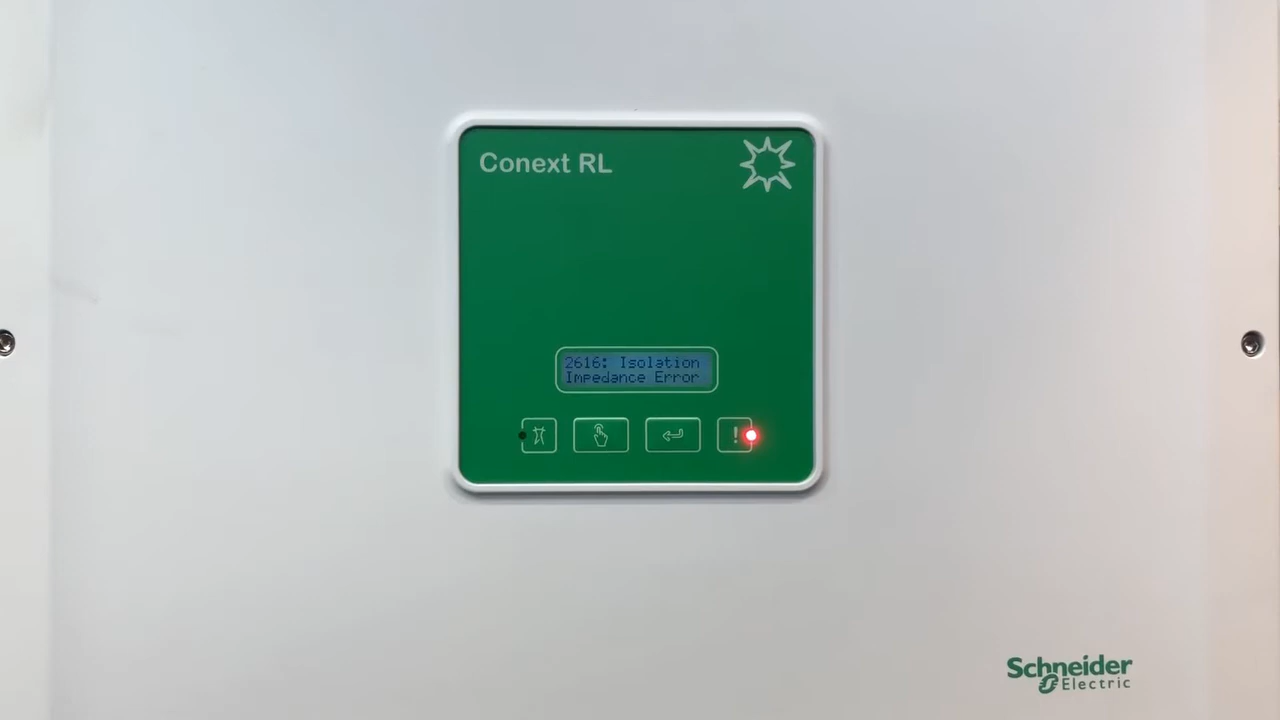 Conext RL
2616: Isolation
Impedance Error
!
Schneider
Electric